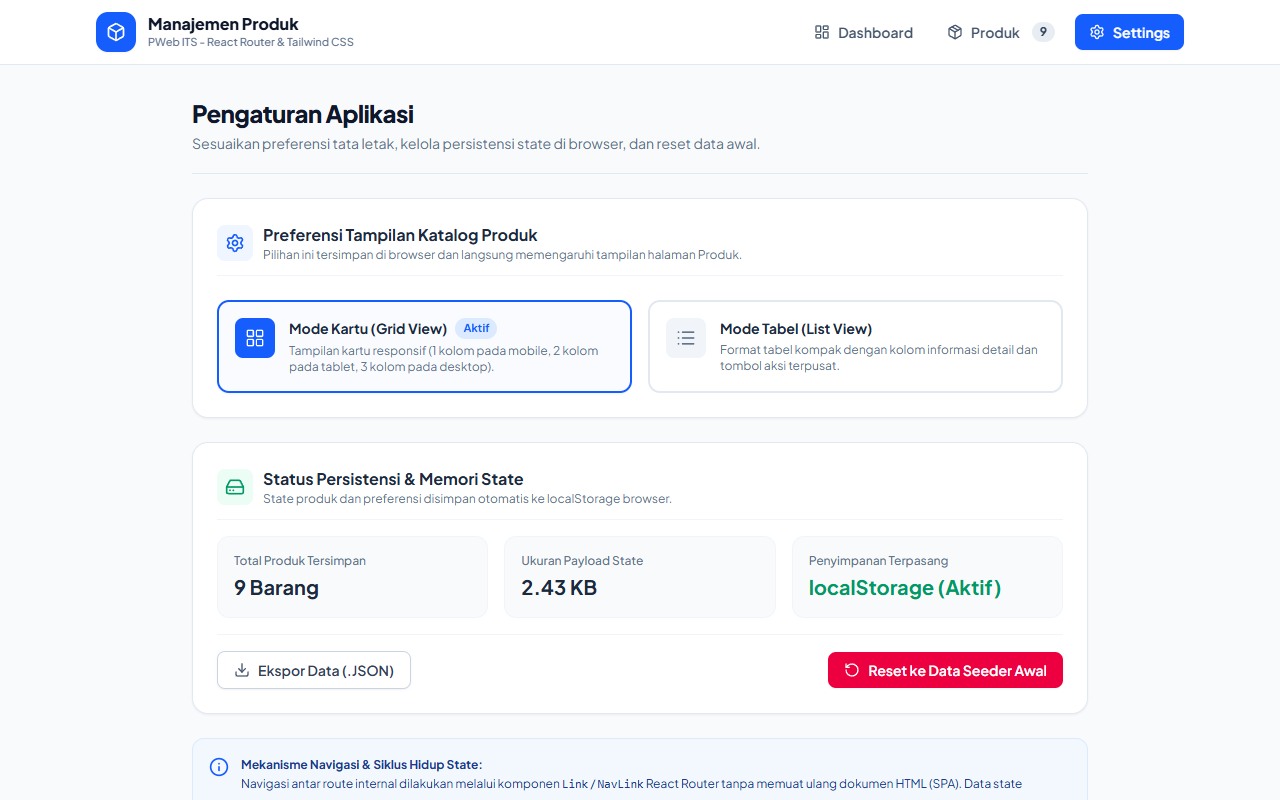 Manajemen Produk
PWeb ITS - React Router & Tailwind CSS
Dashboard
Produk 9
Settings
Pengaturan Aplikasi
Sesuaikan preferensi tata letak, kelola persistensi state di browser, dan reset data awal.
Preferensi Tampilan Katalog Produk
Pilihan ini tersimpan di browser dan langsung memengaruhi tampilan halaman Produk.
Mode Kartu (Grid View) Aktif
Tampilan kartu responsif (1 kolom pada mobile, 2 kolom
pada tablet, 3 kolom pada desktop).
Mode Tabel (List View)
Format tabel kompak dengan kolom informasi detail dan
tombol aksi terpusat.
Status Persistensi & Memori State
State produk dan preferensi disimpan otomatis ke localStorage browser.
Total Produk Tersimpan
9 Barang
Ukuran Payload State
2.43 KB
Penyimpanan Terpasang
localStorage (Aktif)
Ekspor Data (.JSON)
Reset ke Data Seeder Awal
Mekanisme Navigasi & Siklus Hidup State:
Navigasi antar route internal dilakukan melalui komponen Link / NavLink React Router tanpa memuat ulang dokumen HTML (SPA). Data state